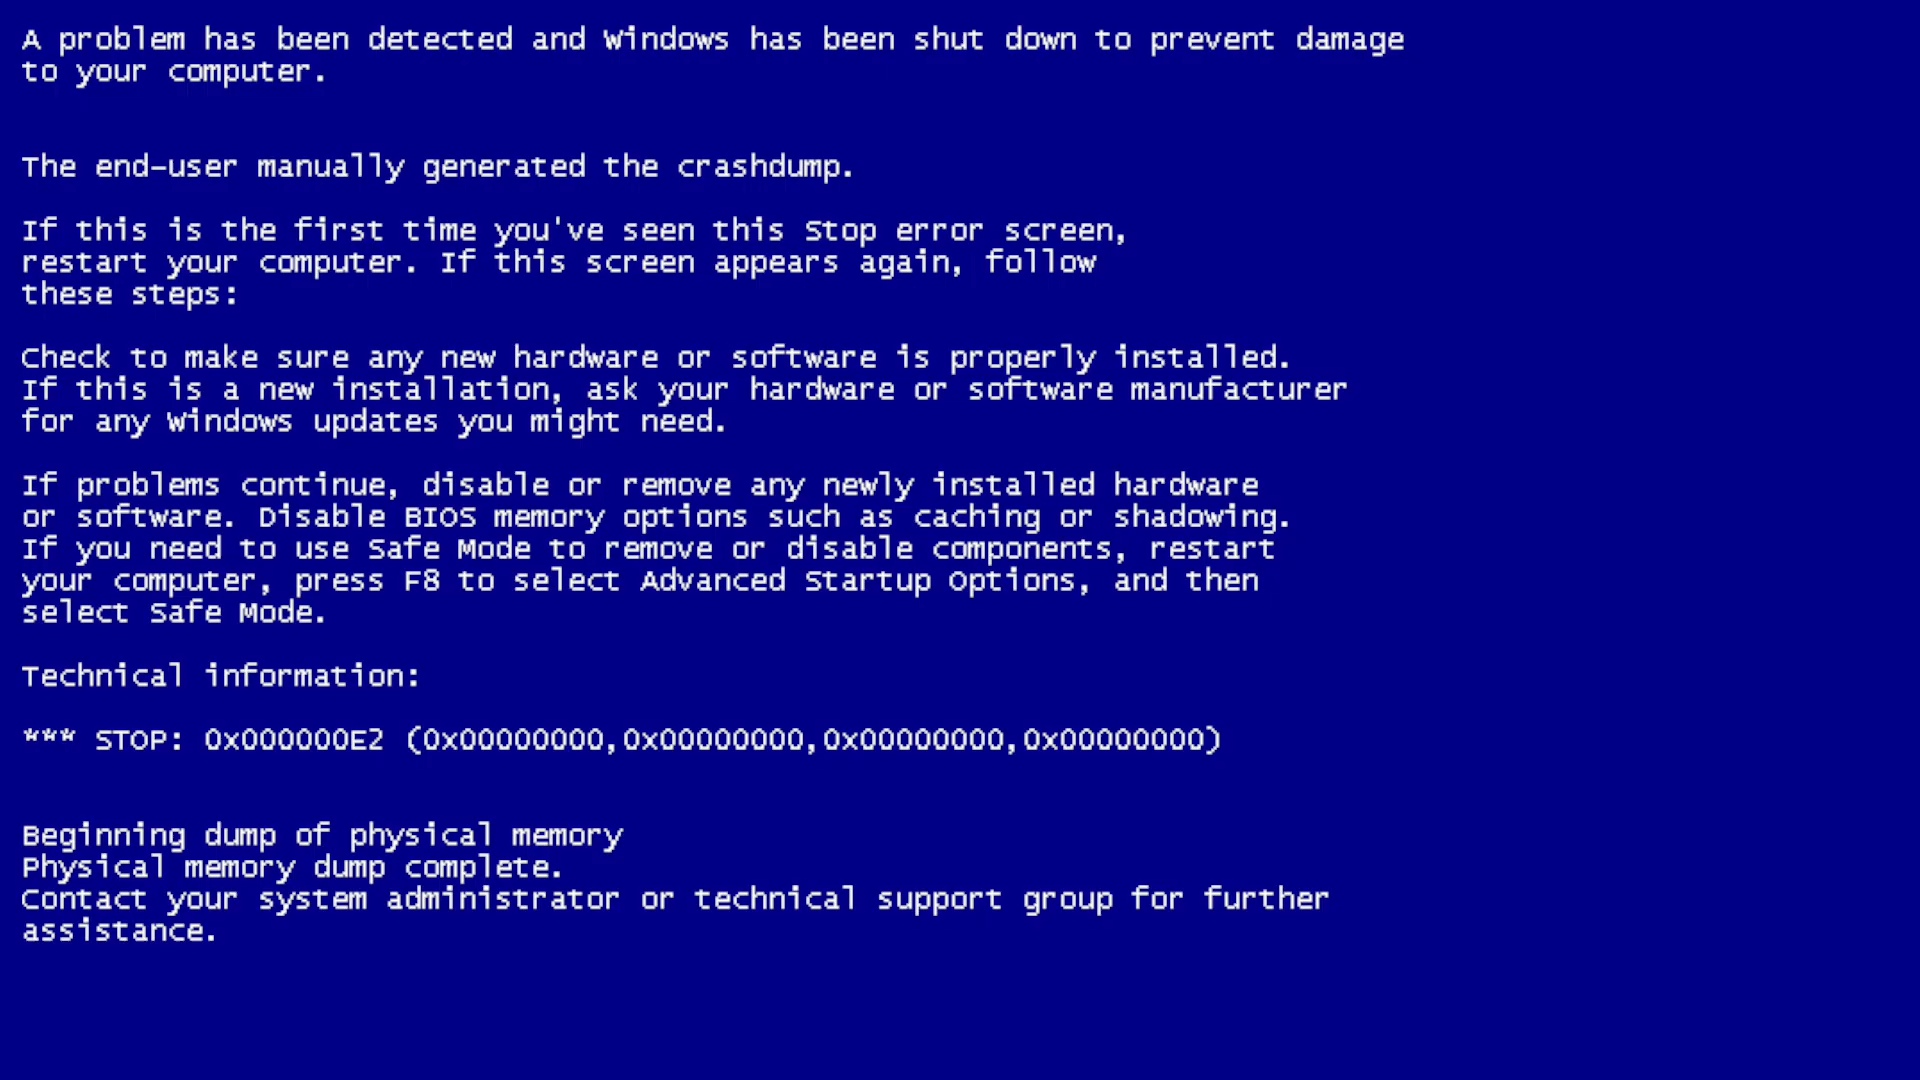 A problem has been detected and Windows has been shut down to prevent damage
to your computer.
The end-user manually generated the crashdump.
If this is the first time you've seen this Stop error screen,
restart your computer. If this screen appears again, follow
these steps:
Check to make sure any new hardware or software is properly installed.
If this is a new installation, ask your hardware or software manufacturer
for any Windows updates you might need.
If problems continue, disable or remove any newly installed hardware
or software. Disable BIOS memory options such as caching or shadowing.
If you need to use Safe Mode to remove or disable components, restart
your computer, press F8 to select Advanced Startup Options, and then
select Safe Mode.
Technical information:
*** STOP: 0x000000E2 (0x00000000,0x00000000,0x00000000,0x00000000)
Beginning dump of physical memory
Physical memory dump complete.
Contact your system administrator or technical support group for further
assistance.